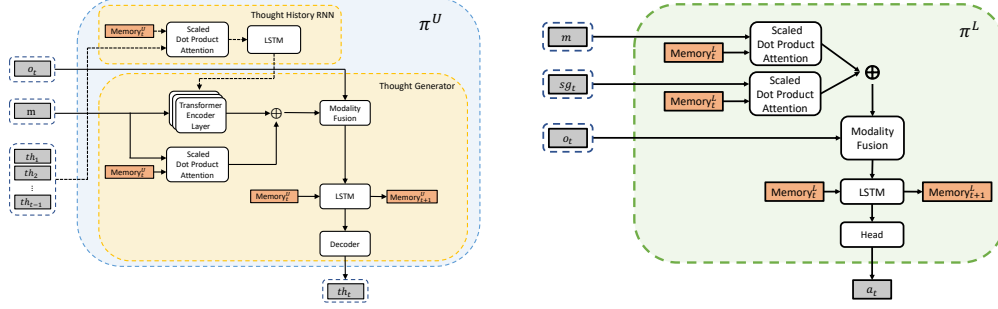 Thought History RNN
π^U
Memory_t^U
Scaled
Dot Product
Attention
LSTM
o_t
Thought Generator
m
Transformer
Encoder
Layer
⊕
Modality
Fusion
th_1
th_2
⋮
th_{t−1}
Memory_t^U
Scaled
Dot Product
Attention
Memory_t^U
LSTM
Memory_{t+1}^U
Decoder
th_t
π^L
m
Memory_t^L
Scaled
Dot Product
Attention
sg_t
Memory_t^L
Scaled
Dot Product
Attention
⊕
o_t
Modality
Fusion
Memory_t^L
LSTM
Memory_{t+1}^L
Head
a_t